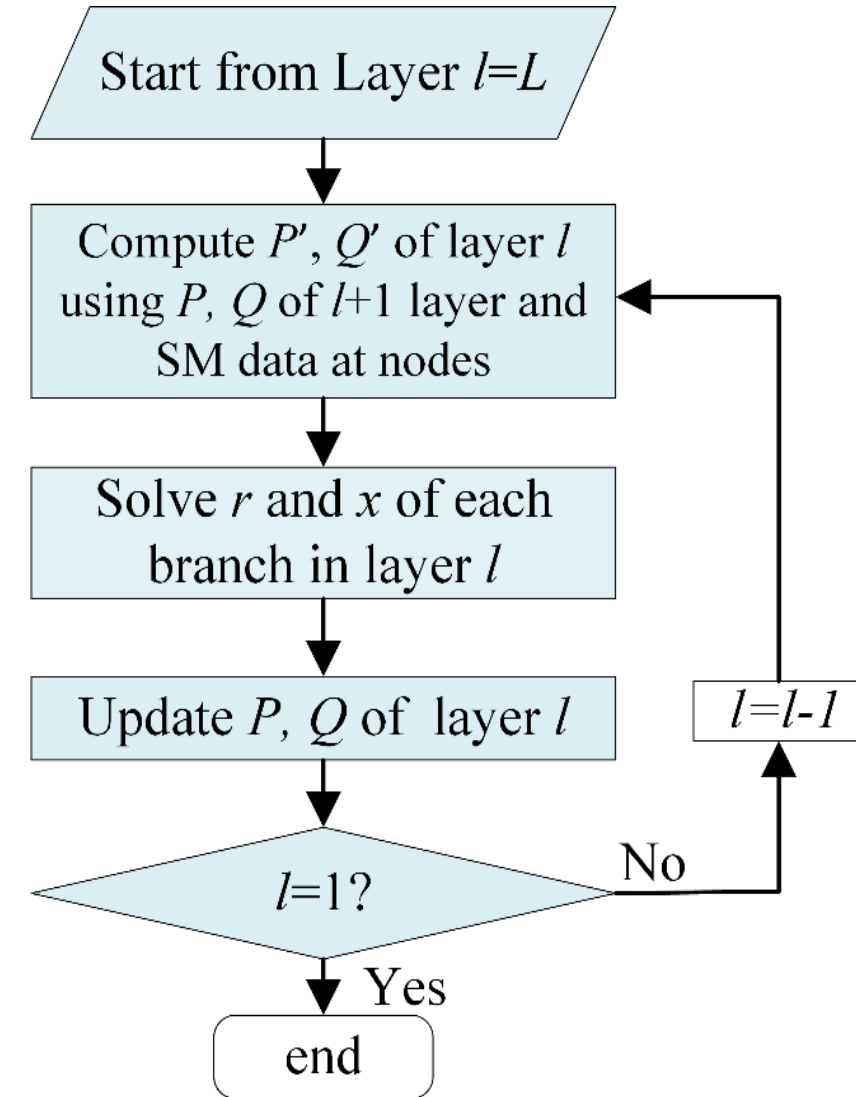 Start from Layer l=L
Compute P′, Q′ of layer l
using P, Q of l+1 layer and
SM data at nodes
Solve r and x of each
branch in layer l
Update P, Q of layer l
l=l-1
l=1?
No
Yes
end